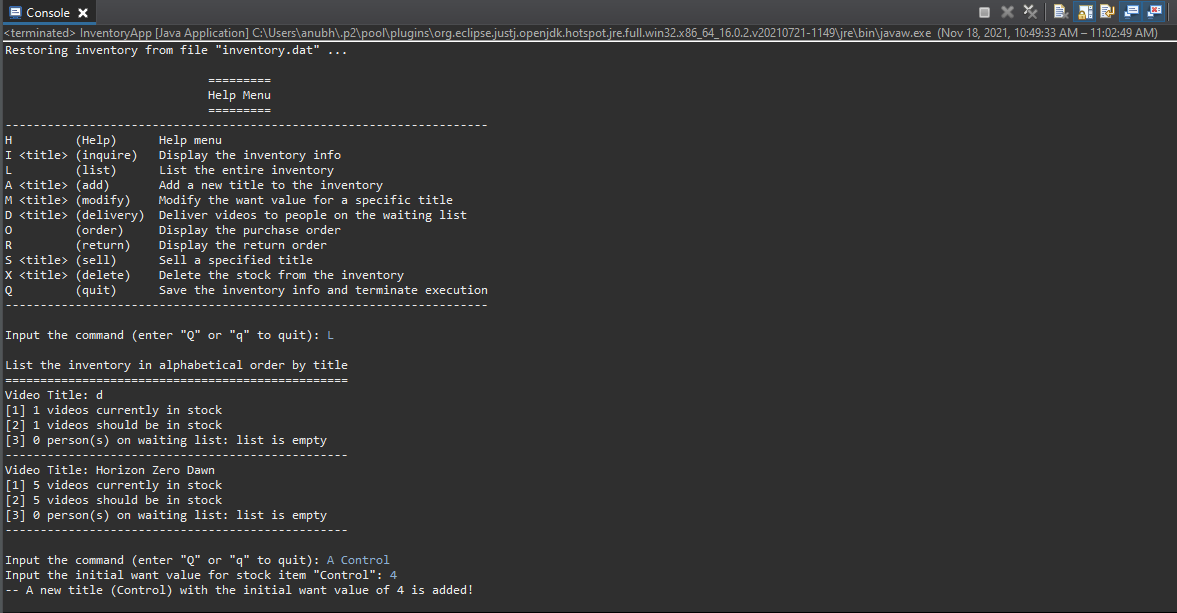 Console
<terminated> InventoryApp [Java Application] C:\Users\anubh\.p2\pool\plugins\org.eclipse.justj.openjdk.hotspot.jre.full.win32.x86_64_16.0.2.v20210721-1149\jre\bin\javaw.exe (Nov 18, 2021, 10:49:33 AM – 11:02:49 AM)
Restoring inventory from file "inventory.dat" ...
=========
Help Menu
=========
---------------------------------------------------------------------
H (Help) Help menu
I <title> (inquire) Display the inventory info
L (list) List the entire inventory
A <title> (add) Add a new title to the inventory
M <title> (modify) Modify the want value for a specific title
D <title> (delivery) Deliver videos to people on the waiting list
O (order) Display the purchase order
R (return) Display the return order
S <title> (sell) Sell a specified title
X <title> (delete) Delete the stock from the inventory
Q (quit) Save the inventory info and terminate execution
---------------------------------------------------------------------
Input the command (enter "Q" or "q" to quit): L
List the inventory in alphabetical order by title
=================================================
Video Title: d
[1] 1 videos currently in stock
[2] 1 videos should be in stock
[3] 0 person(s) on waiting list: list is empty
-------------------------------------------------
Video Title: Horizon Zero Dawn
[1] 5 videos currently in stock
[2] 5 videos should be in stock
[3] 0 person(s) on waiting list: list is empty
-------------------------------------------------
Input the command (enter "Q" or "q" to quit): A Control
Input the initial want value for stock item "Control": 4
-- A new title (Control) with the initial want value of 4 is added!